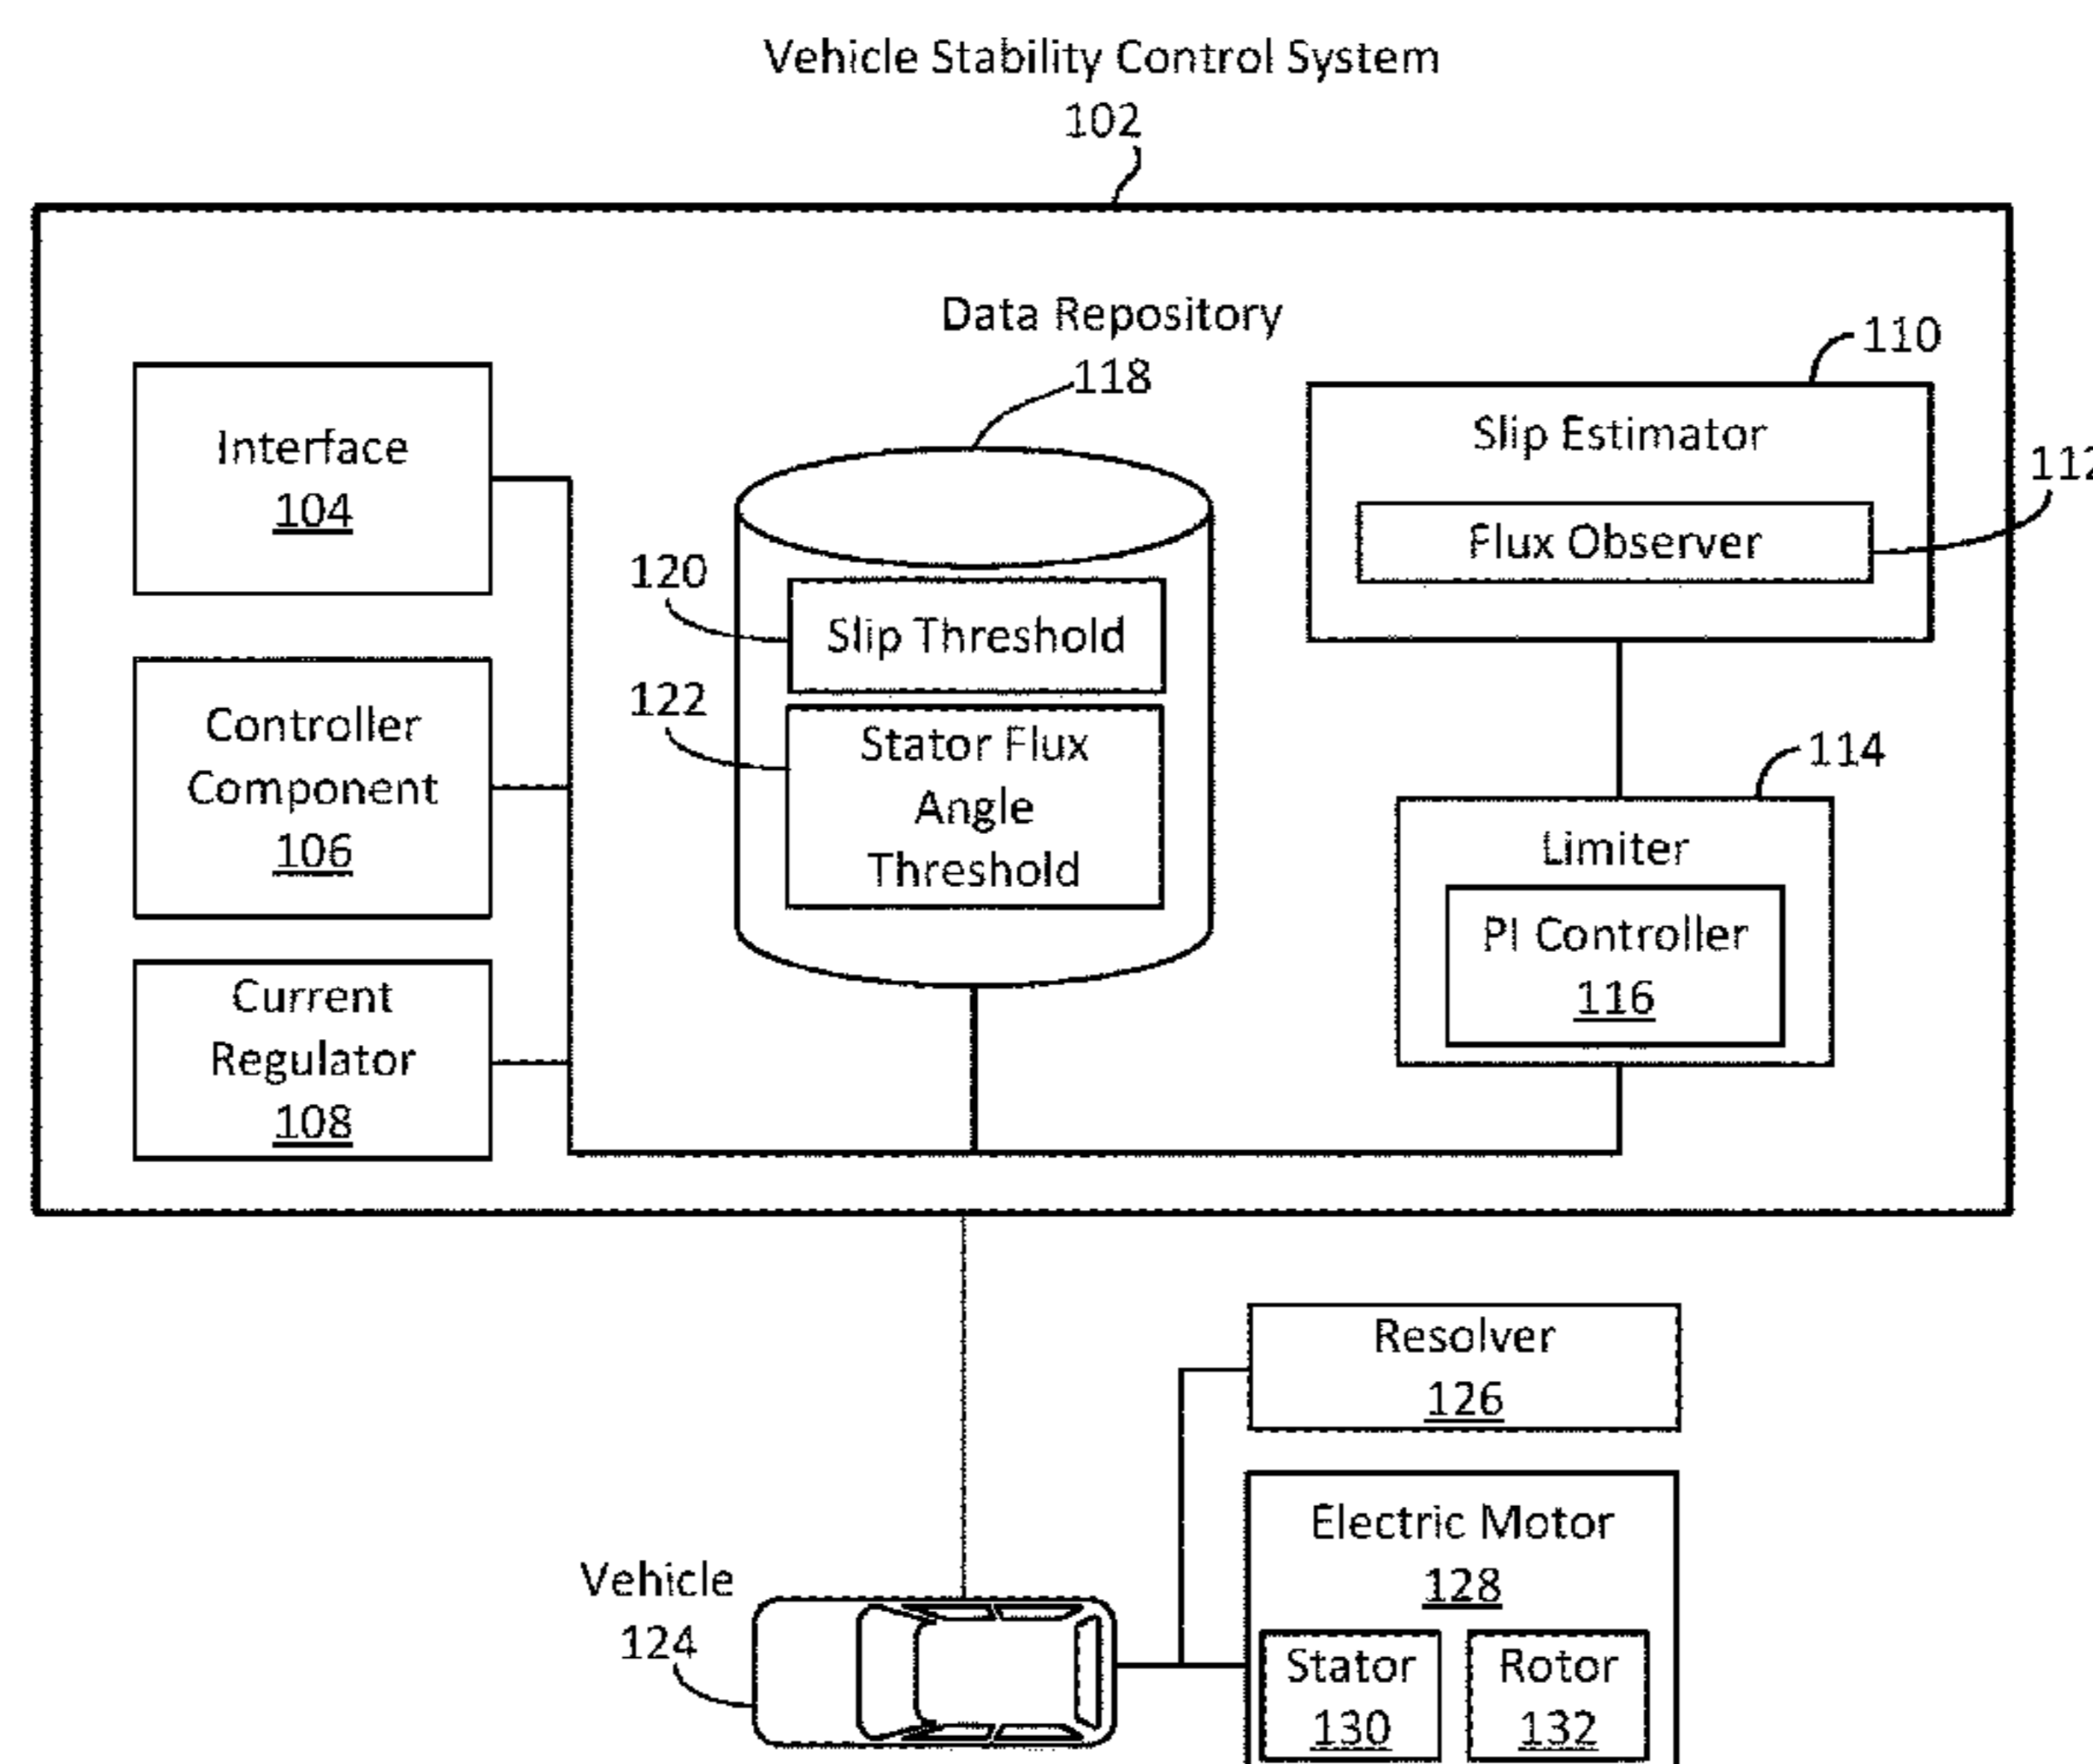 Vehicle Stability Control System
102
Data Repository
118
110
Interface
104
Slip Estimator
112
Flux Observer
120
Slip Threshold
122
Controller
Component
106
Stator Flux
Angle
Threshold
114
Limiter
PI Controller
116
Current
Regulator
108
Resolver
126
Electric Motor
128
Vehicle
124
Stator
130
Rotor
132